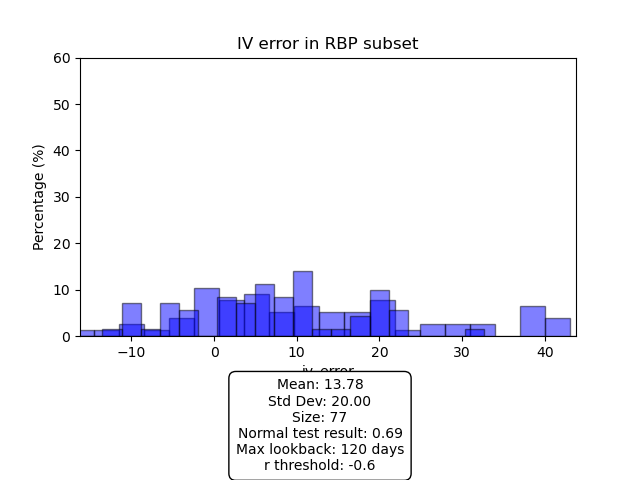 IV error in RBP subset
60
50
40
30
20
10
0
Percentage (%)
−10
0
10
20
30
40
iv_error
Mean: 13.78
Std Dev: 20.00
Size: 77
Normal test result: 0.69
Max lookback: 120 days
r threshold: -0.6